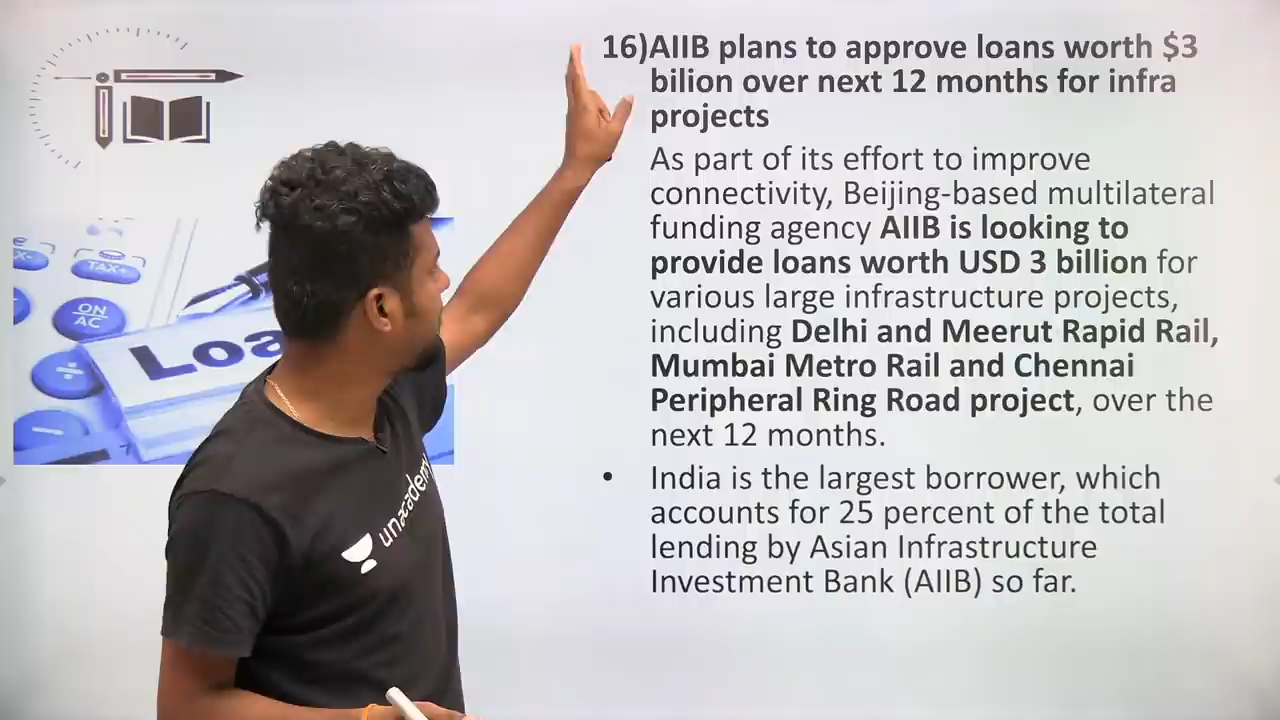 16)AIIB plans to approve loans worth $3
bilion over next 12 months for infra
projects
As part of its effort to improve
connectivity, Beijing-based multilateral
funding agency AIIB is looking to
provide loans worth USD 3 billion for
various large infrastructure projects,
including Delhi and Meerut Rapid Rail,
Mumbai Metro Rail and Chennai
Peripheral Ring Road project, over the
next 12 months.
• India is the largest borrower, which
accounts for 25 percent of the total
lending by Asian Infrastructure
Investment Bank (AIIB) so far.
TAX+
ON
AC
Loa
unacademy